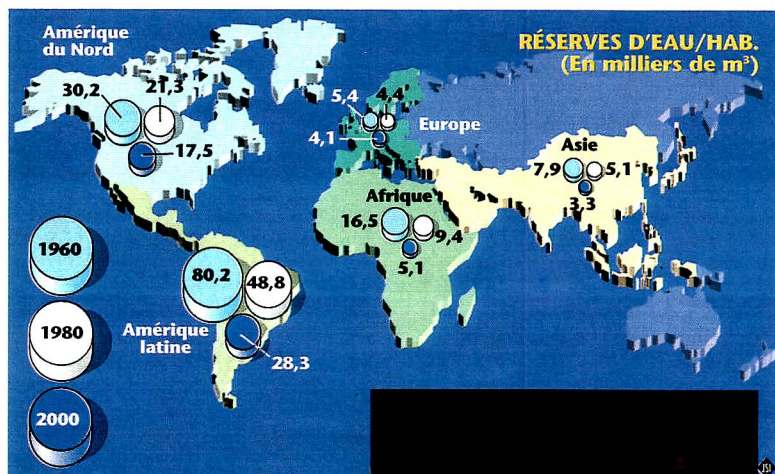 Amérique
du Nord
RÉSERVES D'EAU/HAB.
(En milliers de m³)
30,2
21,3
17,5
5,4
4,4
4,1
Europe
Asie
7,9
5,1
3,3
Afrique
16,5
9,4
5,1
1960
1980
2000
80,2
48,8
Amérique
latine
28,3